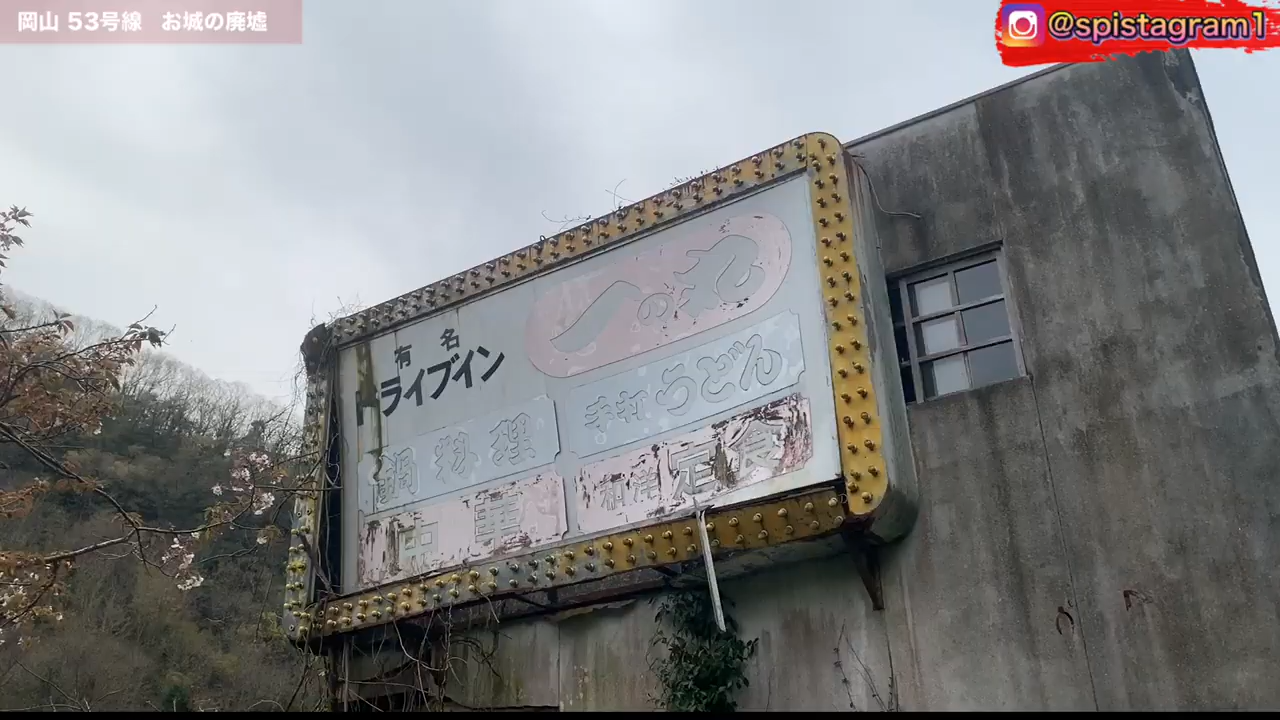 岡山 53号線 お城の廃墟
@spistagram1
有名
ドライブイン
一の丸
鍋料理
手打うどん
中華
和洋定食